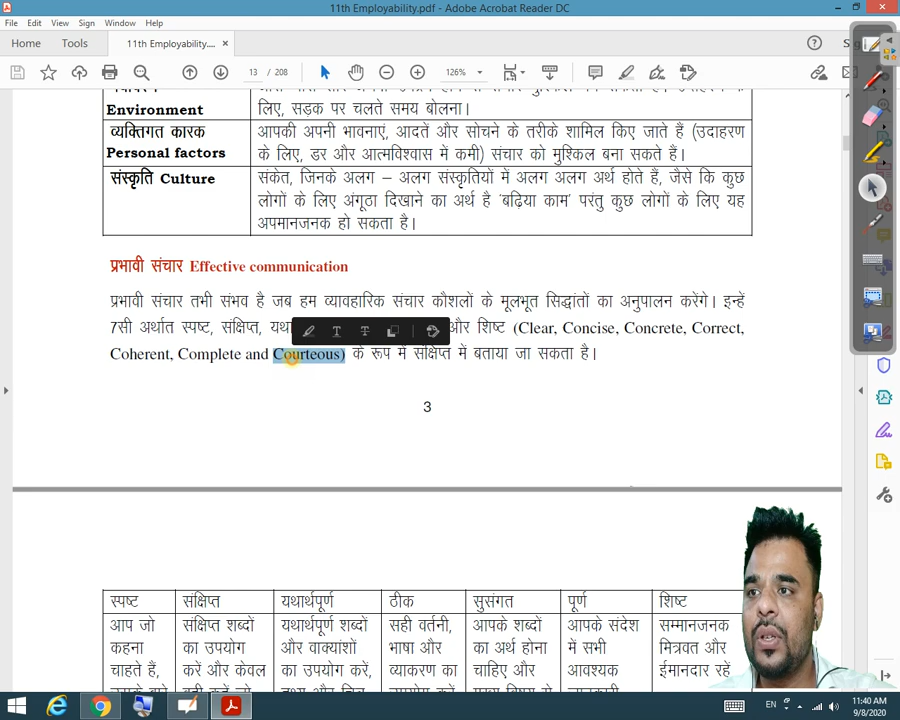 11th Employability.pdf - Adobe Acrobat Reader DC
File Edit View Sign Window Help
Home Tools 11th Employability.... ×
13 / 208 126%
Environment लिए, सड़क पर चलते समय बोलना।
व्यक्तिगत कारक आपकी अपनी भावनाएं, आदतें और सोचने के तरीके शामिल किए जाते हैं (उदाहरण
Personal factors के लिए, डर और आत्मविश्वास में कमी) संचार को मुश्किल बना सकते हैं।
संस्कृति Culture संकेत, जिनके अलग – अलग संस्कृतियों में अलग अलग अर्थ होते हैं, जैसे कि कुछ
लोगों के लिए अंगूठा दिखाने का अर्थ है 'बढ़िया काम' परंतु कुछ लोगों के लिए यह
अपमानजनक हो सकता है।
प्रभावी संचार Effective communication
प्रभावी संचार तभी संभव है जब हम व्यावहारिक संचार कौशलों के मूलभूत सिद्धांतों का अनुपालन करेंगे। इन्हें
7सी अर्थात स्पष्ट, संक्षिप्त, और शिष्ट (Clear, Concise, Concrete, Correct,
Coherent, Complete and Courteous) के रूप में संक्षिप्त में बताया जा सकता है।
3
स्पष्ट संक्षिप्त यथार्थपूर्ण ठीक सुसंगत पूर्ण शिष्ट
आप जो संक्षिप्त शब्दों यथार्थपूर्ण शब्दों सही वर्तनी, आपके शब्दों आपके संदेश सम्मानजनक
कहना का उपयोग और वाक्यांशों भाषा और का अर्थ होना में सभी मित्रवत और
चाहते हैं, करें और केवल का उपयोग करें, व्याकरण का चाहिए और आवश्यक ईमानदार रहें
EN
11:40 AM
9/8/2020